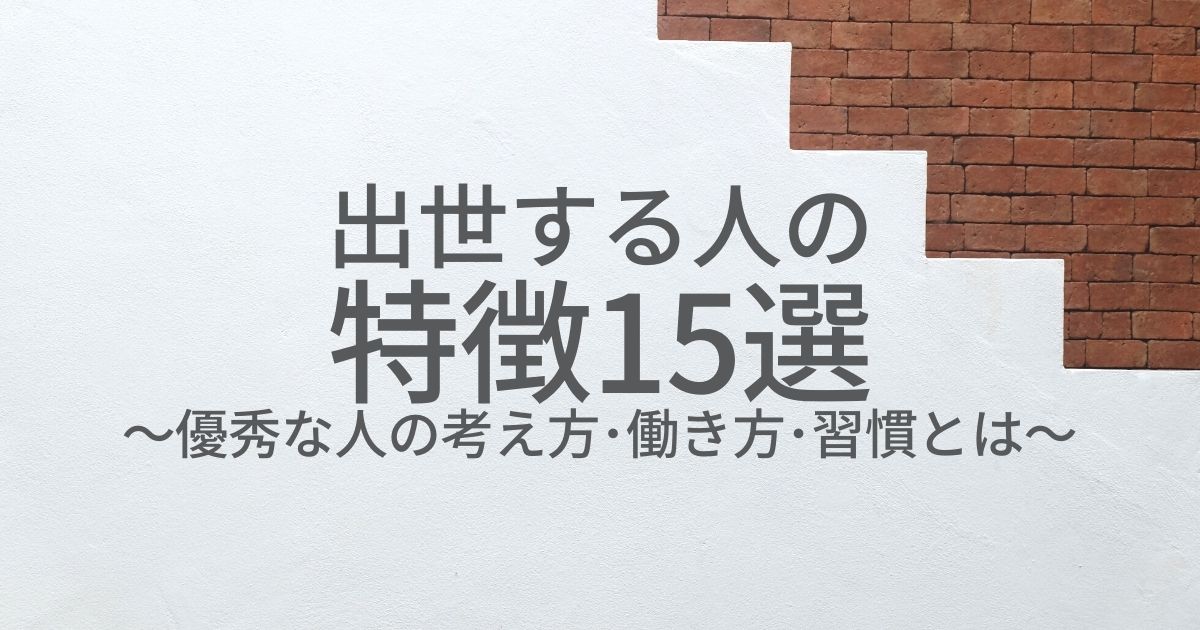 出世する人の
特徴15選
～優秀な人の考え方･働き方･習慣とは～